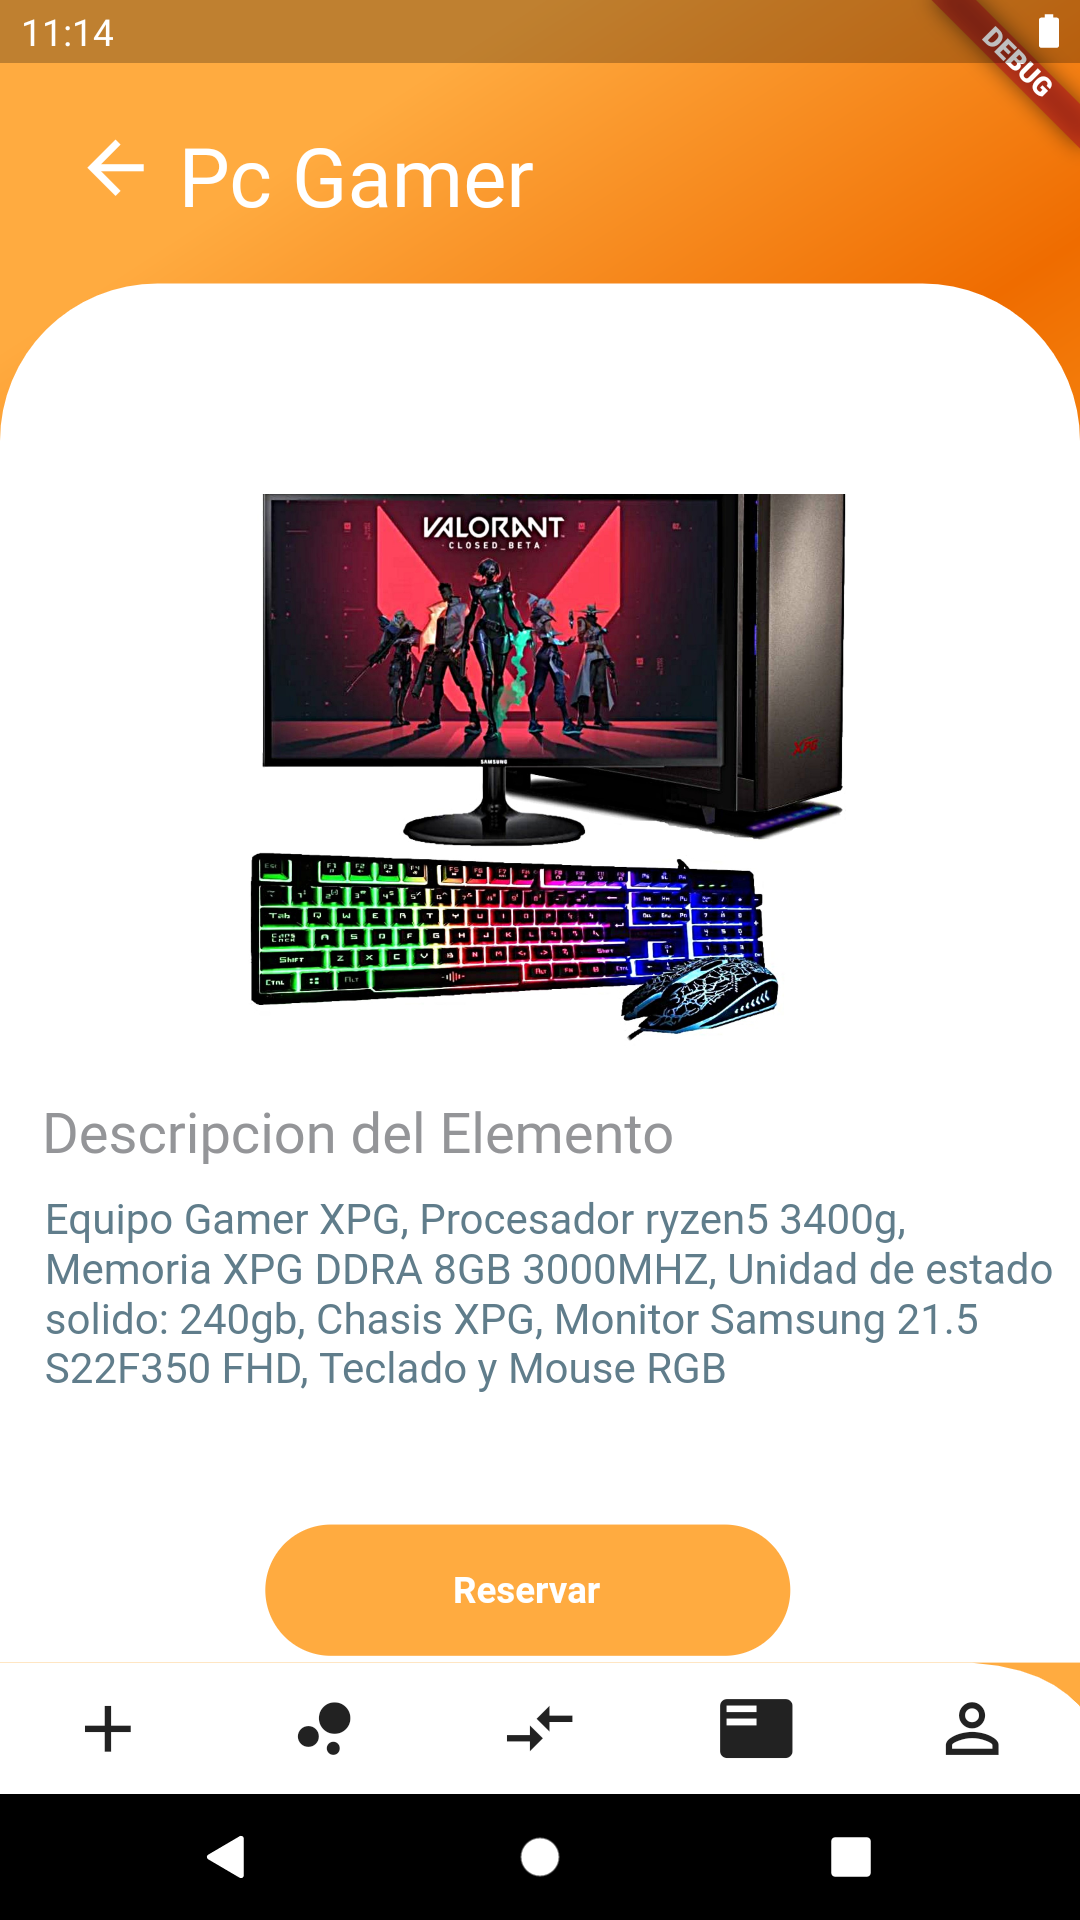 11:14
DEBUG
Pc Gamer
VALORANT
CLOSED_BETA
SAMSUNG
XPG
Descripcion del Elemento
Equipo Gamer XPG, Procesador ryzen5 3400g,
Memoria XPG DDRA 8GB 3000MHZ, Unidad de estado
solido: 240gb, Chasis XPG, Monitor Samsung 21.5
S22F350 FHD, Teclado y Mouse RGB
Reservar